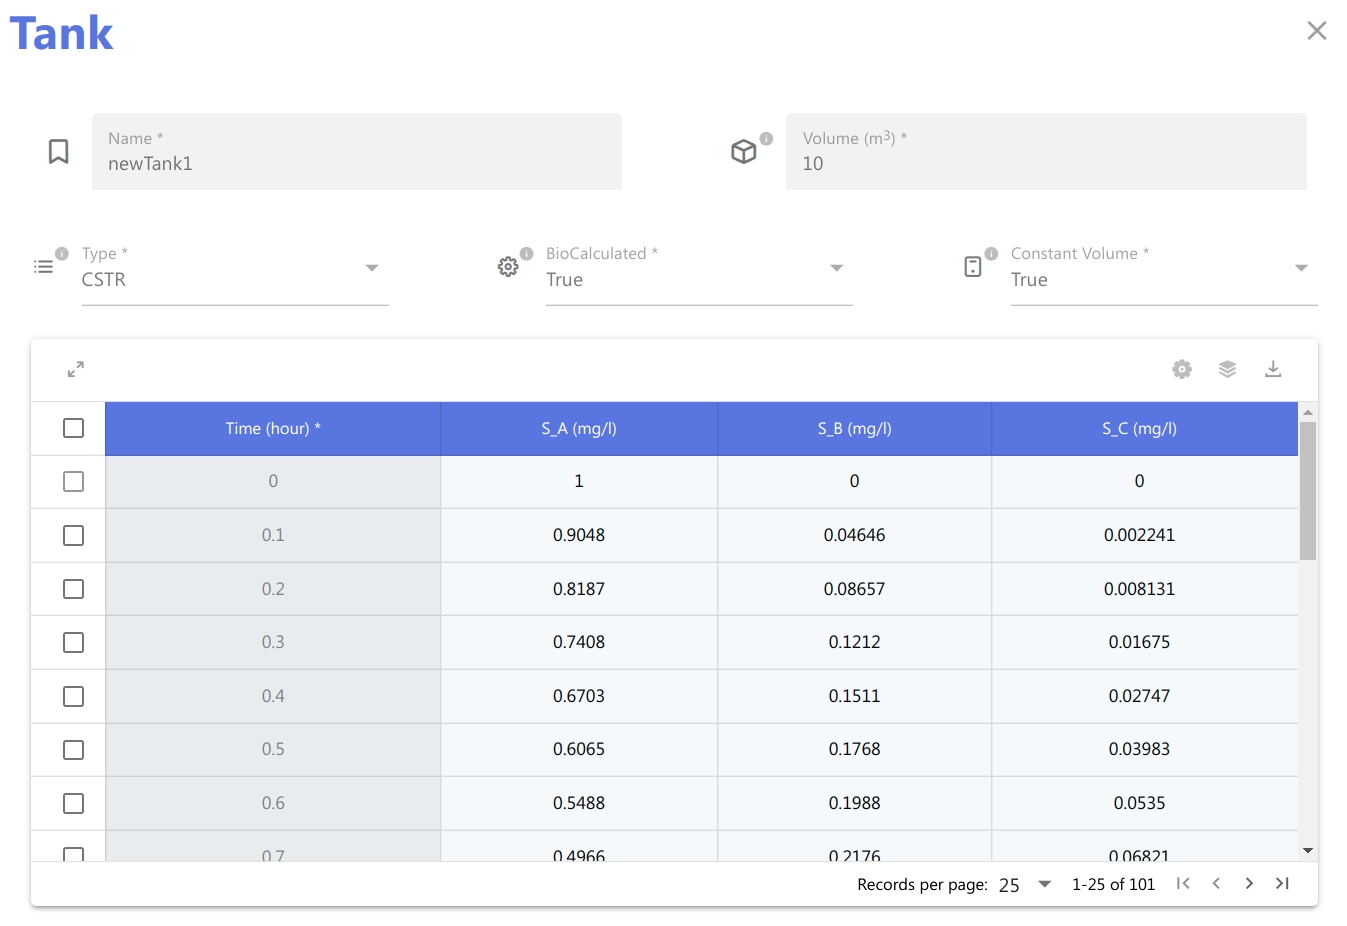 Tank
Name *
newTank1
Volume (m³) *
10
Type *
CSTR
BioCalculated *
True
Constant Volume *
True
Time (hour) * S_A (mg/l) S_B (mg/l) S_C (mg/l)
0 1 0 0
0.1 0.9048 0.04646 0.002241
0.2 0.8187 0.08657 0.008131
0.3 0.7408 0.1212 0.01675
0.4 0.6703 0.1511 0.02747
0.5 0.6065 0.1768 0.03983
0.6 0.5488 0.1988 0.0535
0.7 0.4966 0.2176 0.06821
Records per page: 25 1-25 of 101